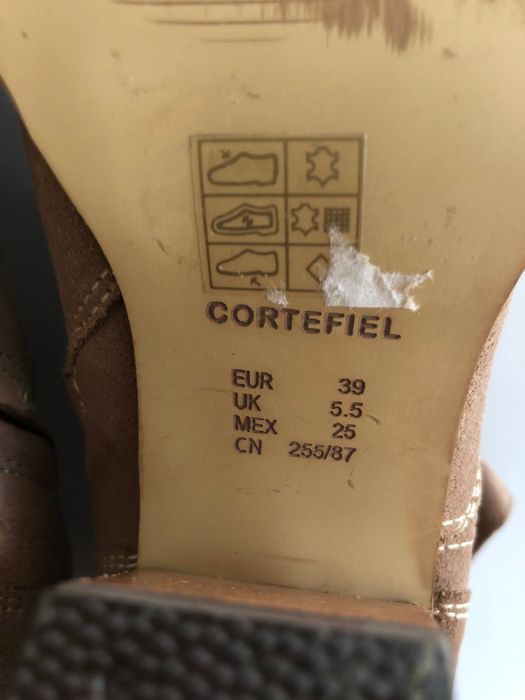 CORTEFIEL
EUR 39
UK 5.5
MEX 25
CN 255/87